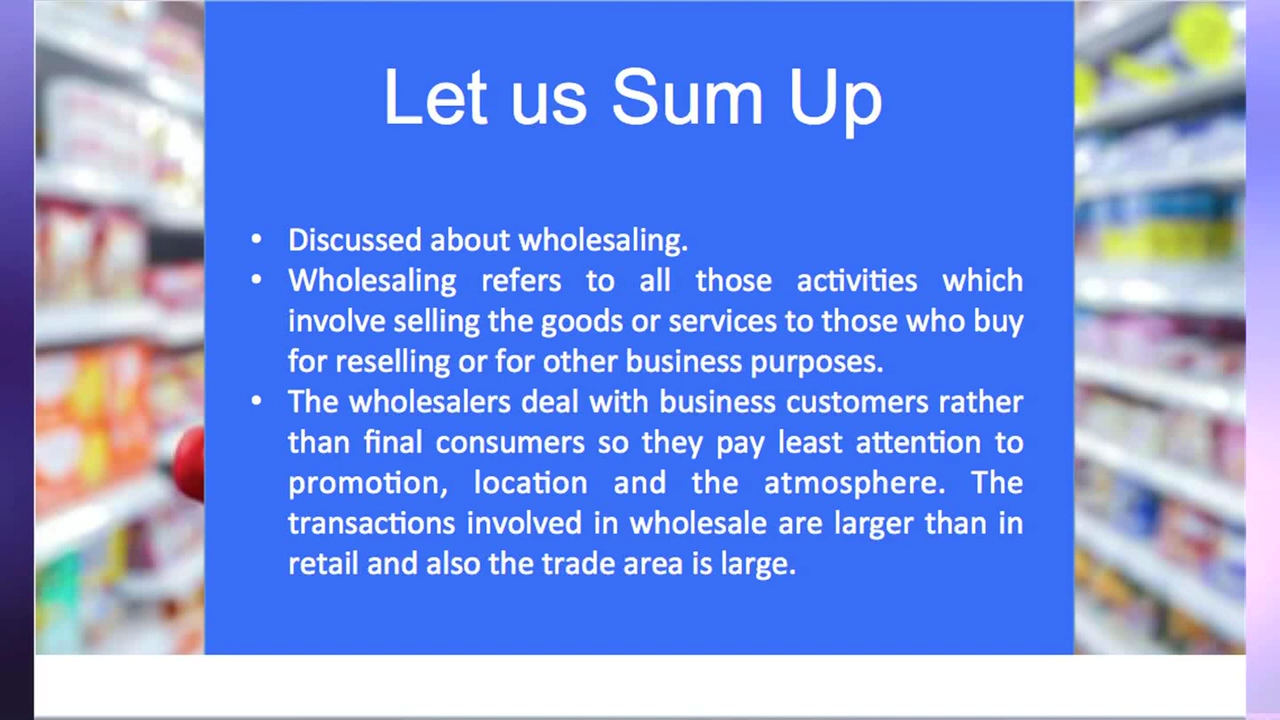 Let us Sum Up
• Discussed about wholesaling.
• Wholesaling refers to all those activities which
involve selling the goods or services to those who buy
for reselling or for other business purposes.
• The wholesalers deal with business customers rather
than final consumers so they pay least attention to
promotion, location and the atmosphere. The
transactions involved in wholesale are larger than in
retail and also the trade area is large.